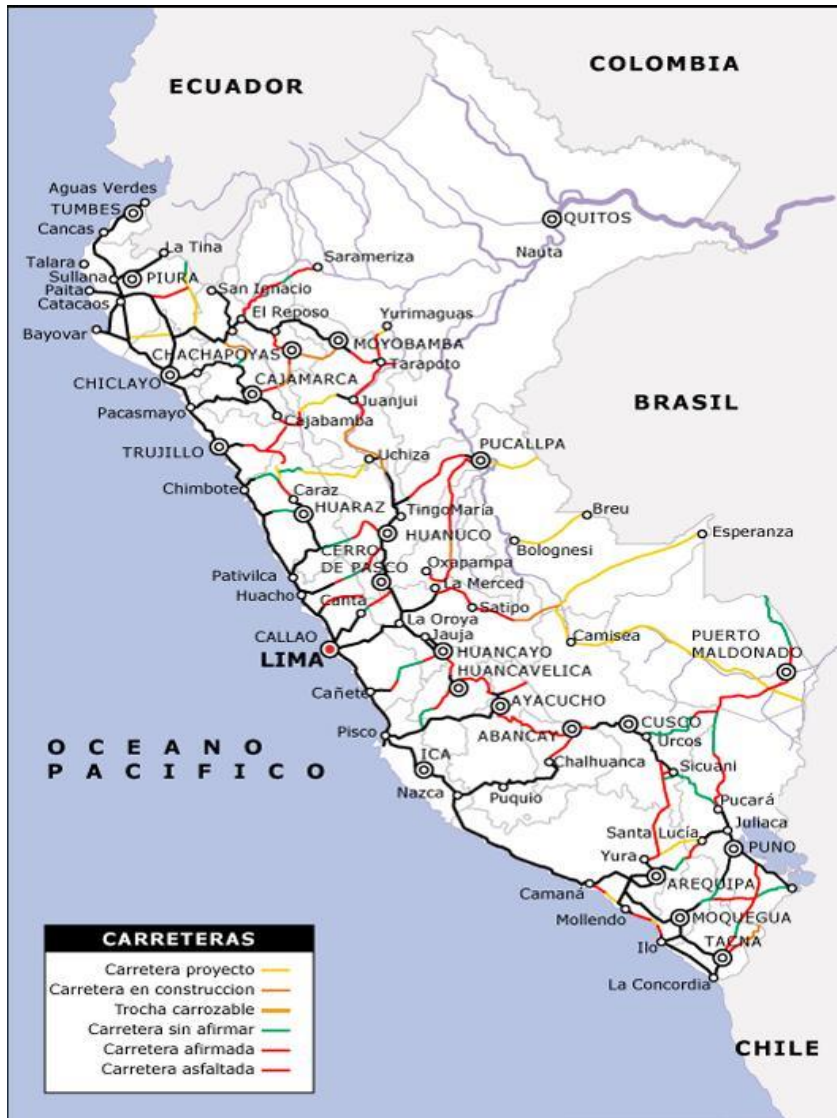 COLOMBIA
ECUADOR
Aguas Verdes
TUMBES
Cancas
QUITOS
La Tina
Talara
Sullana
PIURA
Sarameriza
Nauta
Paita
San Ignacio
Catacaos
El Reposo
Yurimaguas
Bayovar
MOYOBAMBA
CHACHAPOYAS
Tarapoto
CHICLAYO
CAJAMARCA
Juanjui
BRASIL
Pacasmayo
Cajabamba
TRUJILLO
Uchiza
PUCALLPA
Chimbote
Caraz
HUARAZ
TingoMaría
Breu
Esperanza
HUANUCO
Bolognesi
CERRO
DE PASCO
Oxapampa
Pativilca
La Merced
Huacho
Canta
Satipo
La Oroya
CALLAO
Jauja
Camisea
PUERTO
MALDONADO
LIMA
HUANCAYO
HUANCAVELICA
Cañete
AYACUCHO
Pisco
ABANCAY
CUSCO
Urcos
OCEANO
PACIFICO
ICA
Chalhuanca
Sicuani
Nazca
Puquio
Pucará
Santa Lucía
Juliaca
Yura
PUNO
Camaná
AREQUIPA
Mollendo
MOQUEGUA
Ilo
TACNA
La Concordia
CHILE
CARRETERAS
Carretera proyecto
Carretera en construccion
Trocha carrozable
Carretera sin afirmar
Carretera afirmada
Carretera asfaltada